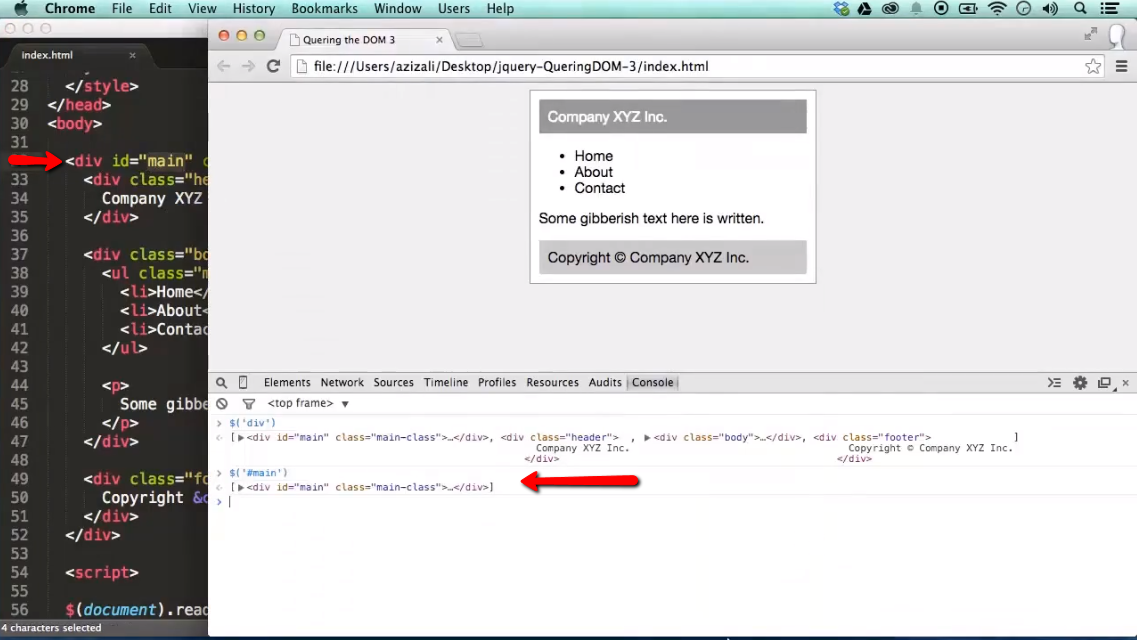 Chrome File Edit View History Bookmarks Window Users Help
index.html ×
28 </style>
29 </head>
30 <body>
31
<div id="main" c
33 <div class="he
34 Company XYZ
35 </div>
36
37 <div class="bo
38 <ul class="m
39 <li>Home</
40 <li>About<
41 <li>Contac
42 </ul>
43
44 <p>
45 Some gibbe
46 </p>
47 </div>
48
49 <div class="fo
50 Copyright &c
51 </div>
52 </div>
53
54 <script>
55
56 $(document).read
4 characters selected
Quering the DOM 3 ×
file:///Users/azizali/Desktop/jquery-QueringDOM-3/index.html
Company XYZ Inc.
• Home
• About
• Contact
Some gibberish text here is written.
Copyright © Company XYZ Inc.
Elements Network Sources Timeline Profiles Resources Audits Console
<top frame> ▼
> $('div')
[▶<div id="main" class="main-class">…</div>, <div class="header> , ▶<div class="body">…</div>, <div class="footer"> ]
Company XYZ Inc. Copyright © Company XYZ Inc.
</div> </div>
> $('#main')
[▶<div id="main" class="main-class">…</div>]
>